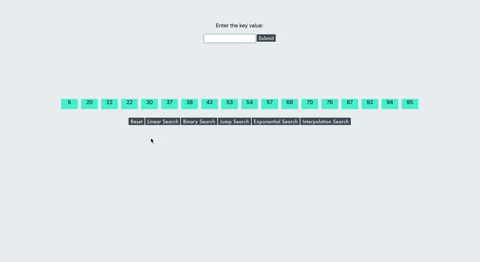 Enter the key value:
Submit
5 20 22 22 30 37 38 42 53 54 57 68 70 76 87 92 94 95
Reset Linear Search Binary Search Jump Search Exponential Search Interpolation Search